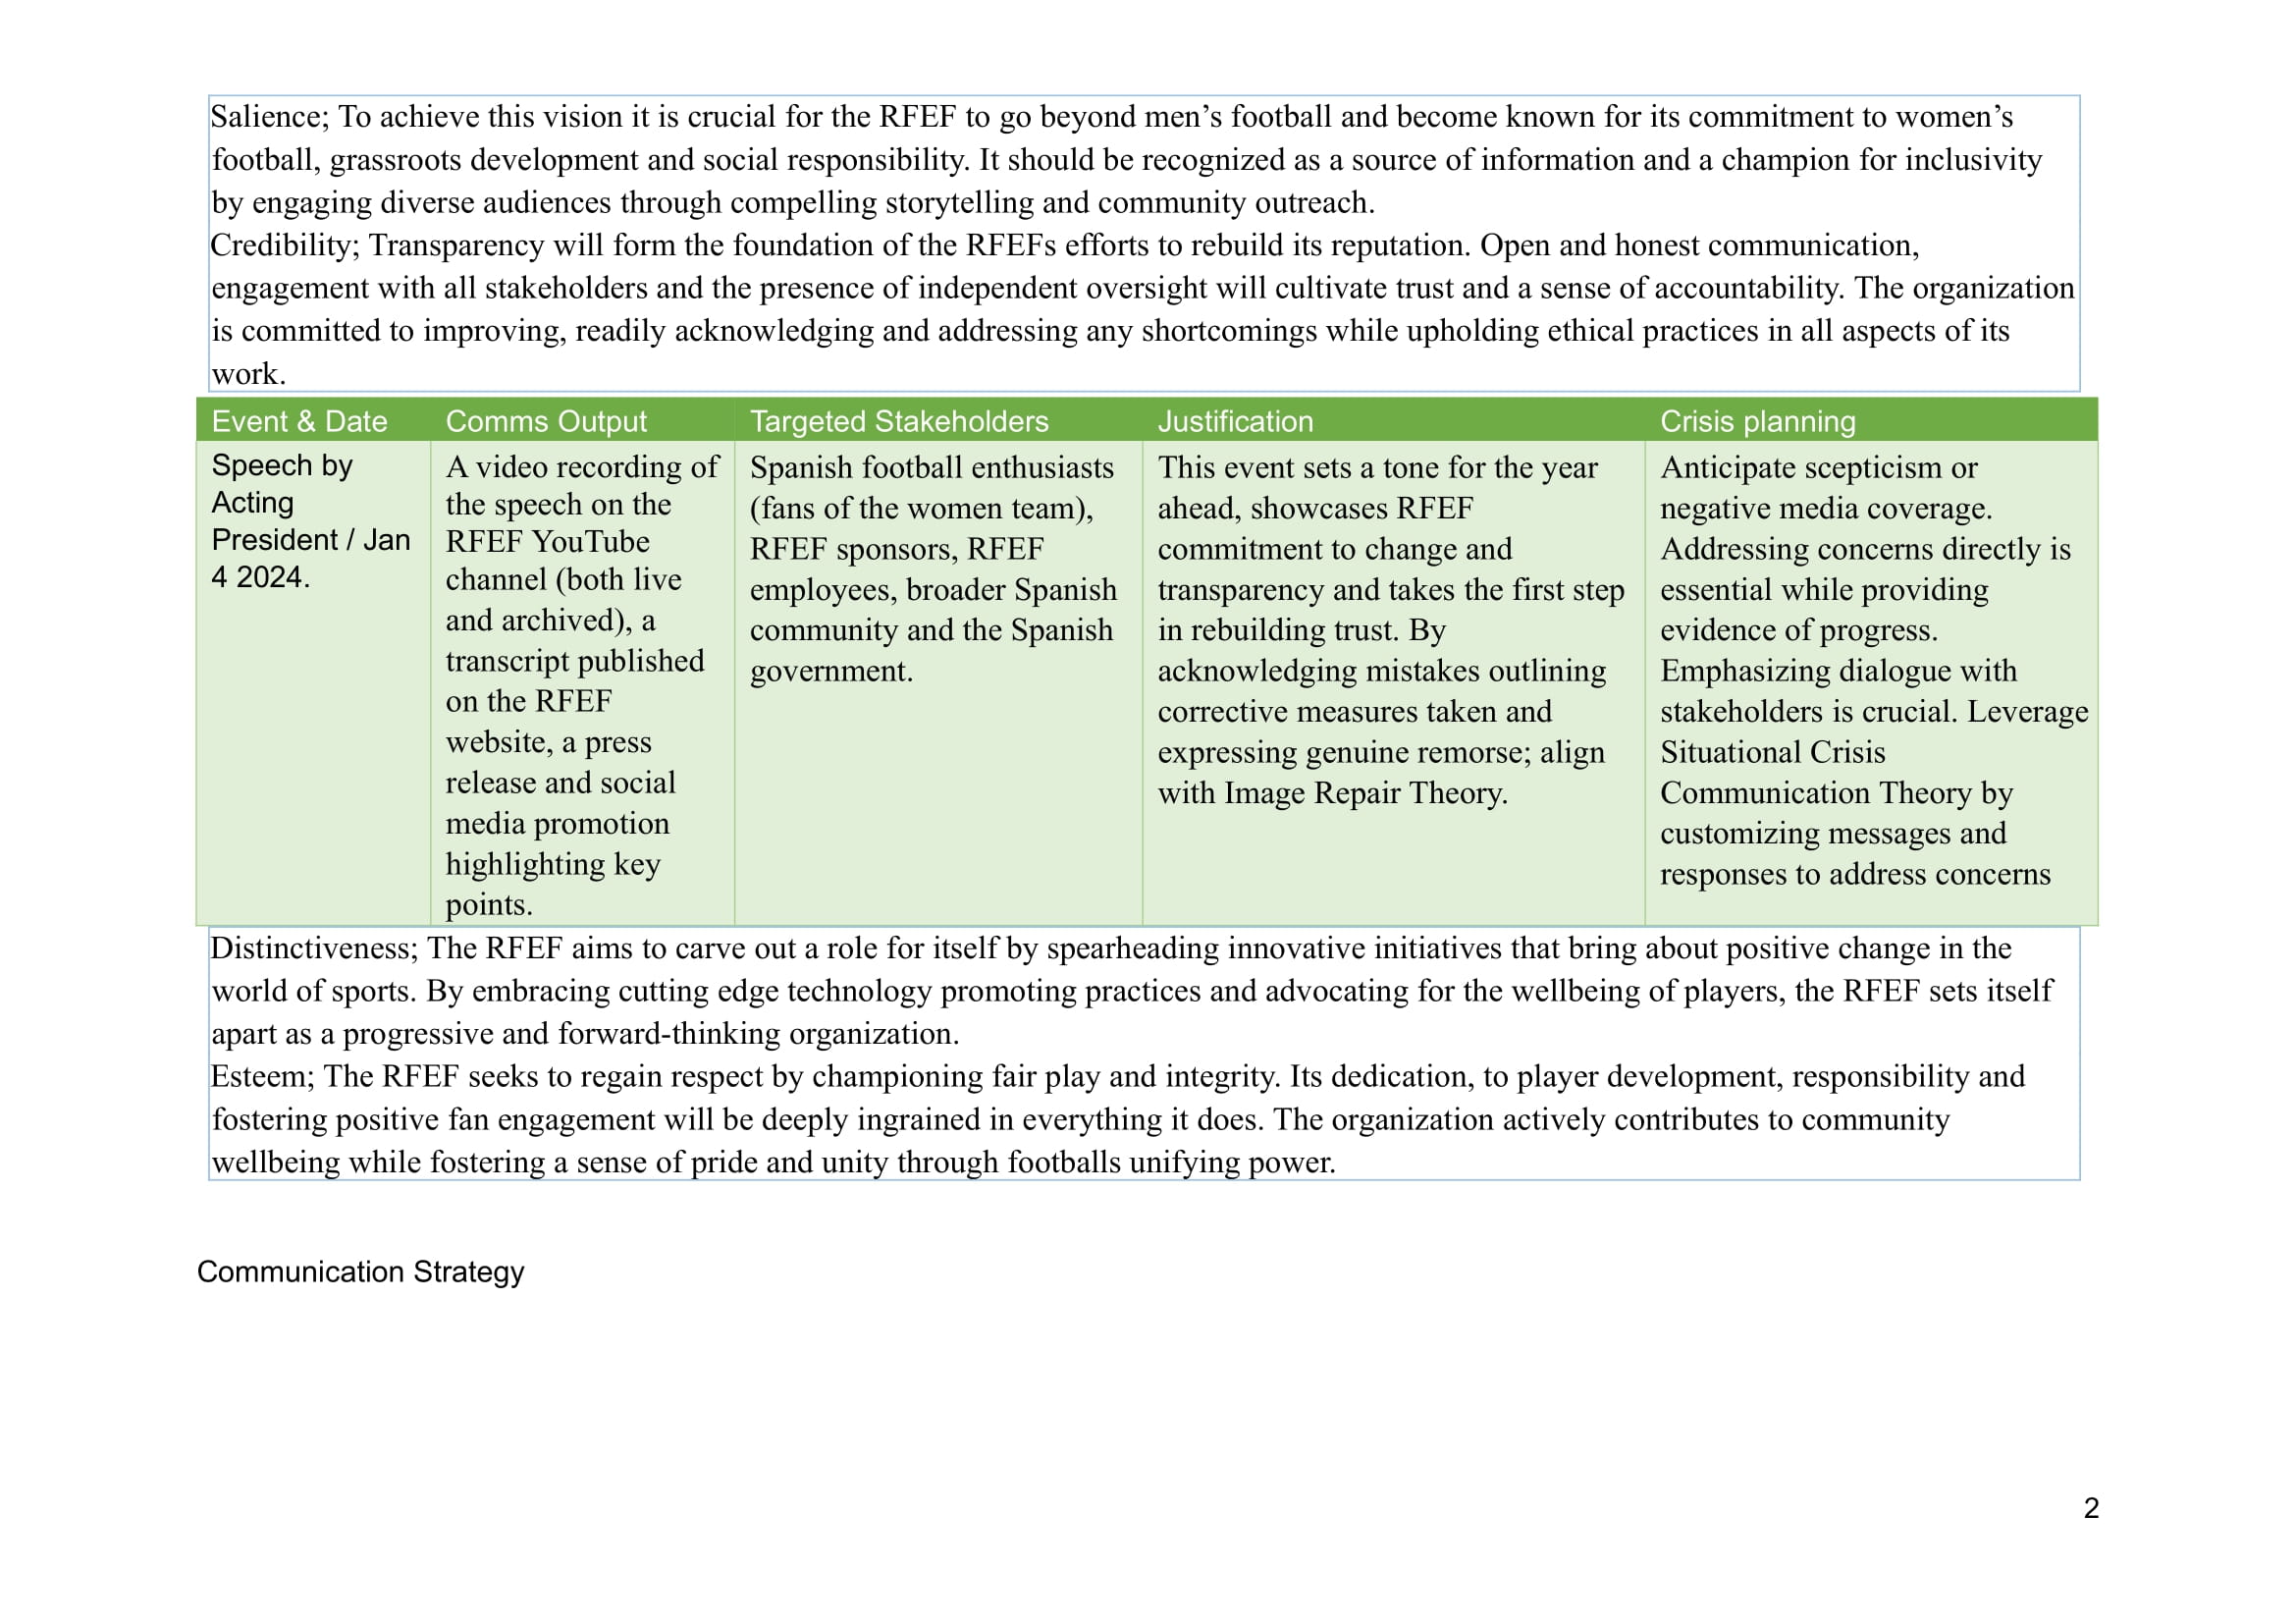 Salience; To achieve this vision it is crucial for the RFEF to go beyond men’s football and become known for its commitment to women’s
football, grassroots development and social responsibility. It should be recognized as a source of information and a champion for inclusivity
by engaging diverse audiences through compelling storytelling and community outreach.
Credibility; Transparency will form the foundation of the RFEFs efforts to rebuild its reputation. Open and honest communication,
engagement with all stakeholders and the presence of independent oversight will cultivate trust and a sense of accountability. The organization
is committed to improving, readily acknowledging and addressing any shortcomings while upholding ethical practices in all aspects of its
work.
Event & Date
Comms Output
Targeted Stakeholders
Justification
Crisis planning
Speech by
Acting
President / Jan
4 2024.
A video recording of
the speech on the
RFEF YouTube
channel (both live
and archived), a
transcript published
on the RFEF
website, a press
release and social
media promotion
highlighting key
points.
Spanish football enthusiasts
(fans of the women team),
RFEF sponsors, RFEF
employees, broader Spanish
community and the Spanish
government.
This event sets a tone for the year
ahead, showcases RFEF
commitment to change and
transparency and takes the first step
in rebuilding trust. By
acknowledging mistakes outlining
corrective measures taken and
expressing genuine remorse; align
with Image Repair Theory.
Anticipate scepticism or
negative media coverage.
Addressing concerns directly is
essential while providing
evidence of progress.
Emphasizing dialogue with
stakeholders is crucial. Leverage
Situational Crisis
Communication Theory by
customizing messages and
responses to address concerns
Distinctiveness; The RFEF aims to carve out a role for itself by spearheading innovative initiatives that bring about positive change in the
world of sports. By embracing cutting edge technology promoting practices and advocating for the wellbeing of players, the RFEF sets itself
apart as a progressive and forward-thinking organization.
Esteem; The RFEF seeks to regain respect by championing fair play and integrity. Its dedication, to player development, responsibility and
fostering positive fan engagement will be deeply ingrained in everything it does. The organization actively contributes to community
wellbeing while fostering a sense of pride and unity through footballs unifying power.
Communication Strategy
2